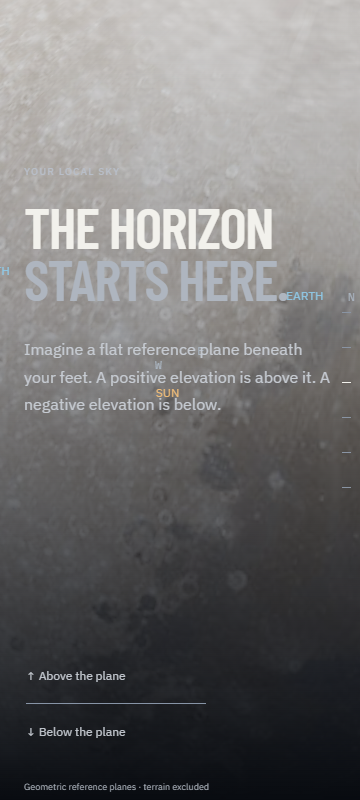 YOUR LOCAL SKY
THE HORIZON
TH
STARTS HERE.
EARTH
N
Imagine a flat reference plane beneath
W
your feet. A positive elevation is above it. A
SUN
negative elevation is below.
↑ Above the plane
↓ Below the plane
Geometric reference planes · terrain excluded